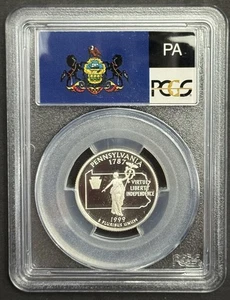 PA
PCGS
PENNSYLVANIA
1787
VIRTUE
LIBERTY
INDEPENDENCE
1999
E PLURIBUS UNUM